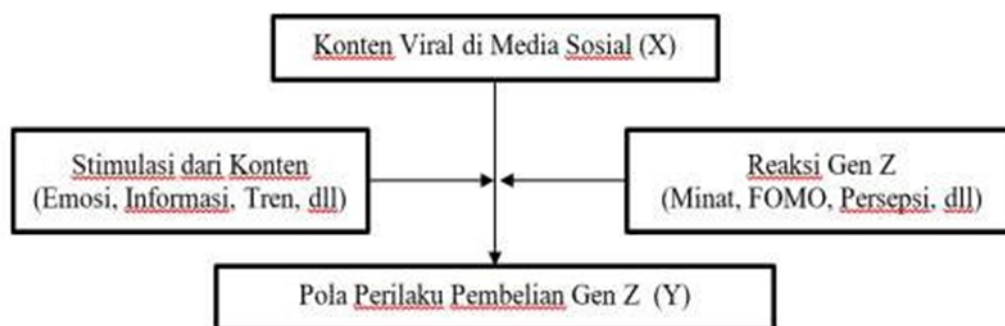 Konten Viral di Media Sosial (X)
Stimulasi dari Konten
(Emosi, Informasi, Tren, dll)
Reaksi Gen Z
(Minat, FOMO, Persepsi, dll)
Pola Perilaku Pembelian Gen Z (Y)